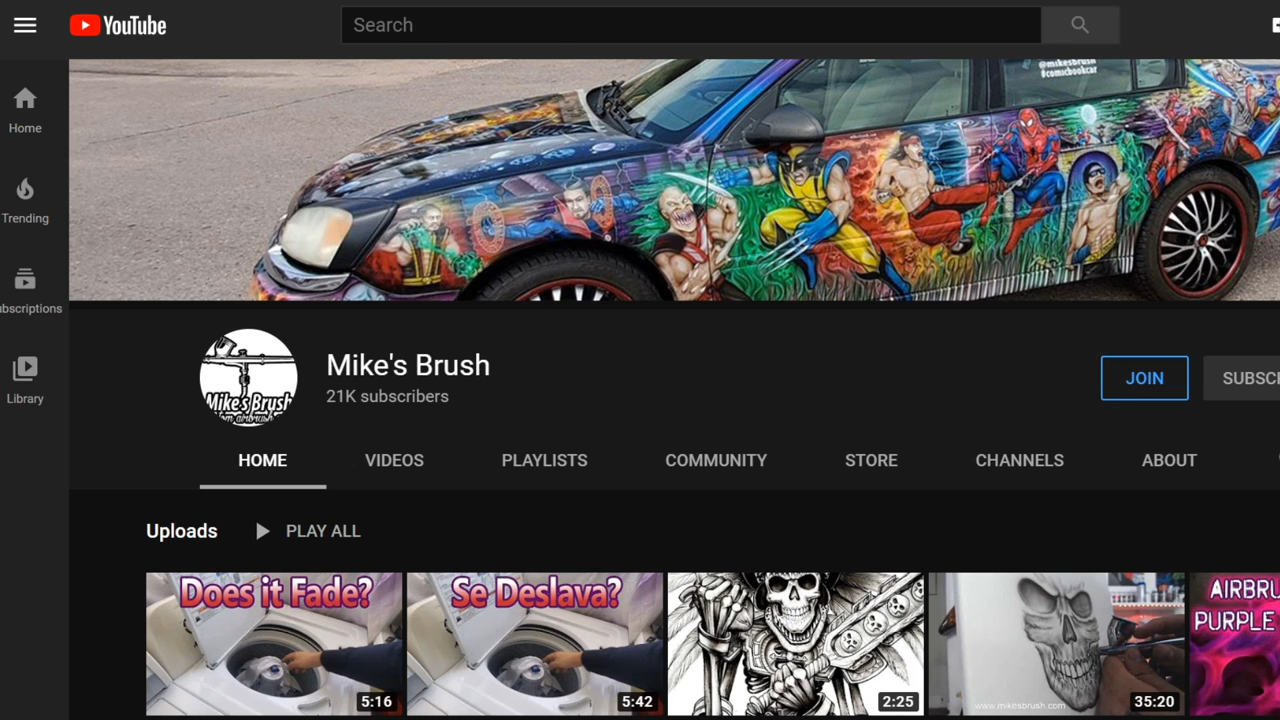 YouTube
Search
@mikesbrush
#comicbookcar
Home
Trending
Subscriptions
Library
Mike's Brush
Mike's Brush
21K subscribers
JOIN
SUBSC
HOME
VIDEOS
PLAYLISTS
COMMUNITY
STORE
CHANNELS
ABOUT
Uploads
PLAY ALL
Does it Fade?
5:16
Se Deslava?
5:42
2:25
www.mikesbrush.com
35:20
AIRBRU
PURPLE